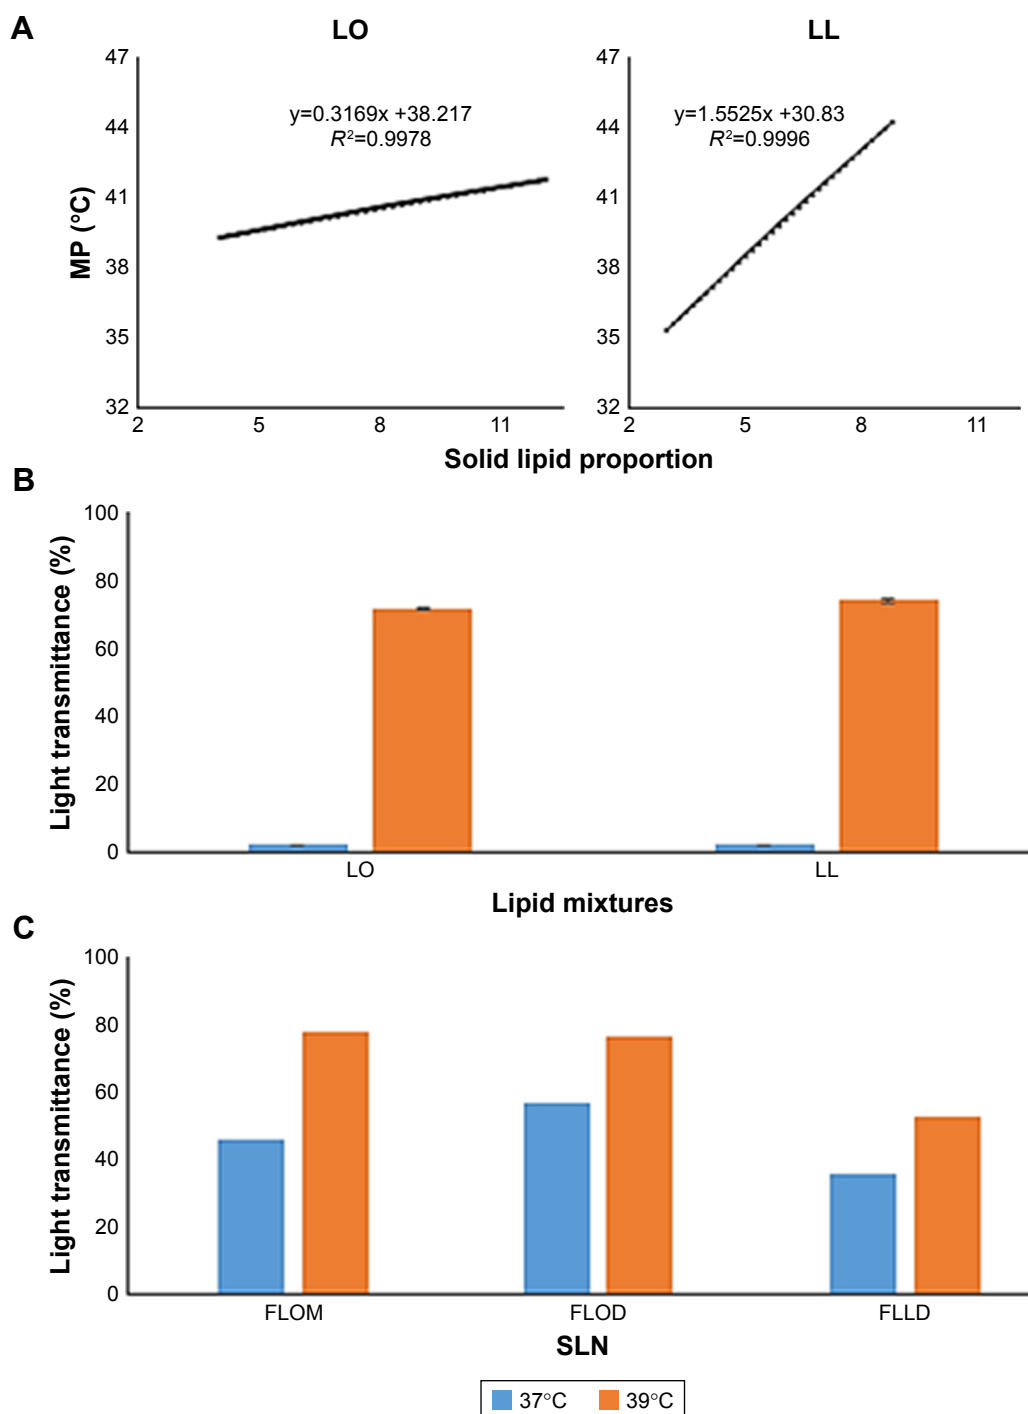 A
LO
LL
47
44
41
38
35
32
MP (°C)
y=0.3169x +38.217
R²=0.9978
2
5
8
11
47
44
41
38
35
32
y=1.5525x +30.83
R²=0.9996
2
5
8
11
Solid lipid proportion
B
100
80
60
40
20
0
Light transmittance (%)
LO
LL
Lipid mixtures
C
100
80
60
40
20
0
Light transmittance (%)
FLOM
FLOD
FLLD
SLN
37°C
39°C